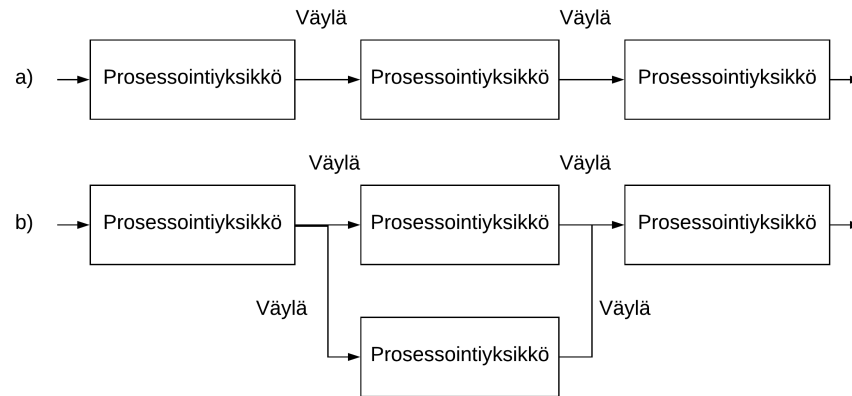 Väylä Väylä
a) Prosessointiyksikkö Prosessointiyksikkö Prosessointiyksikkö
Väylä Väylä
b) Prosessointiyksikkö Prosessointiyksikkö Prosessointiyksikkö
Väylä Väylä
Prosessointiyksikkö